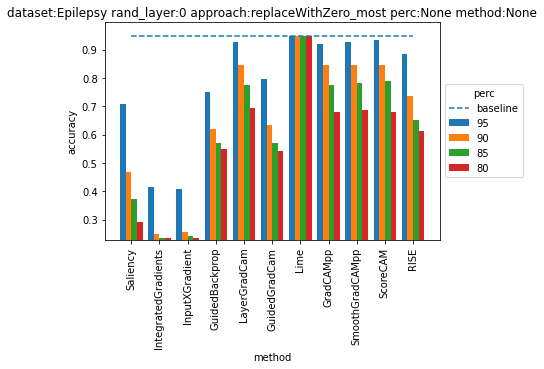 dataset:Epilepsy rand_layer:0 approach:replaceWithZero_most perc:None method:None
accuracy
0.9
0.8
0.7
0.6
0.5
0.4
0.3
perc
baseline
95
90
85
80
Saliency
IntegratedGradients
InputXGradient
GuidedBackprop
LayerGradCam
GuidedGradCam
Lime
GradCAMpp
SmoothGradCAMpp
ScoreCAM
RISE
method